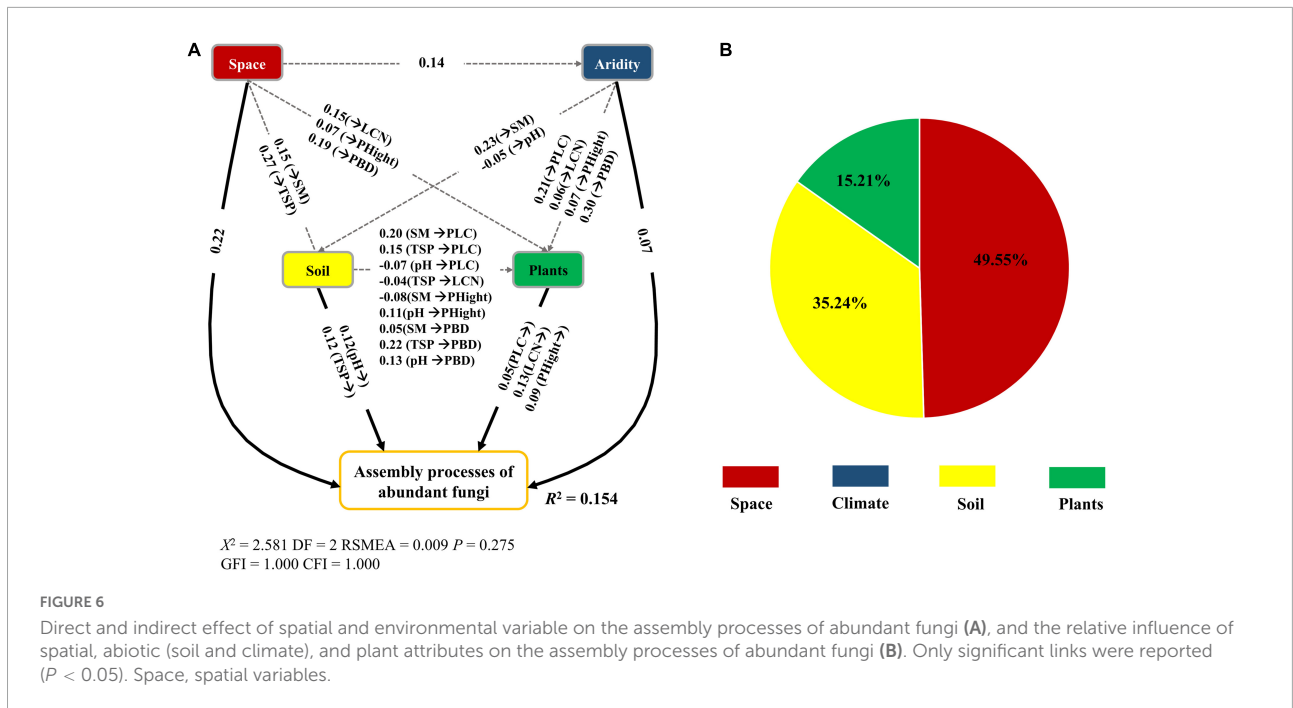 A
B
Space
0.14
Aridity
0.15(→LCN)
0.07 (→PHight)
0.19 (→PBD)
0.23(→SM)
-0.05 (→pH)
0.15 (→SM)
0.27 (→TSP)
0.21(→PLC)
0.06(→LCN)
0.07 (→PHight)
0.30 (→PBD)
0.22
0.07
Soil
0.20 (SM →PLC)
0.15 (TSP →PLC)
-0.07 (pH →PLC)
-0.04(TSP →LCN)
-0.08(SM →PHight)
0.11(pH →PHight)
0.05(SM →PBD
0.22 (TSP →PBD)
0.13 (pH →PBD)
Plants
0.12(pH→)
0.12 (TSP→)
0.05(PLC→)
0.13(LCN→)
0.09 (PHight→)
Assembly processes of
abundant fungi
R² = 0.154
X² = 2.581 DF = 2 RSMEA = 0.009 P = 0.275
GFI = 1.000 CFI = 1.000
15.21%
49.55%
35.24%
Space
Climate
Soil
Plants
FIGURE 6
Direct and indirect effect of spatial and environmental variable on the assembly processes of abundant fungi (A), and the relative influence of
spatial, abiotic (soil and climate), and plant attributes on the assembly processes of abundant fungi (B). Only significant links were reported
(P < 0.05). Space, spatial variables.